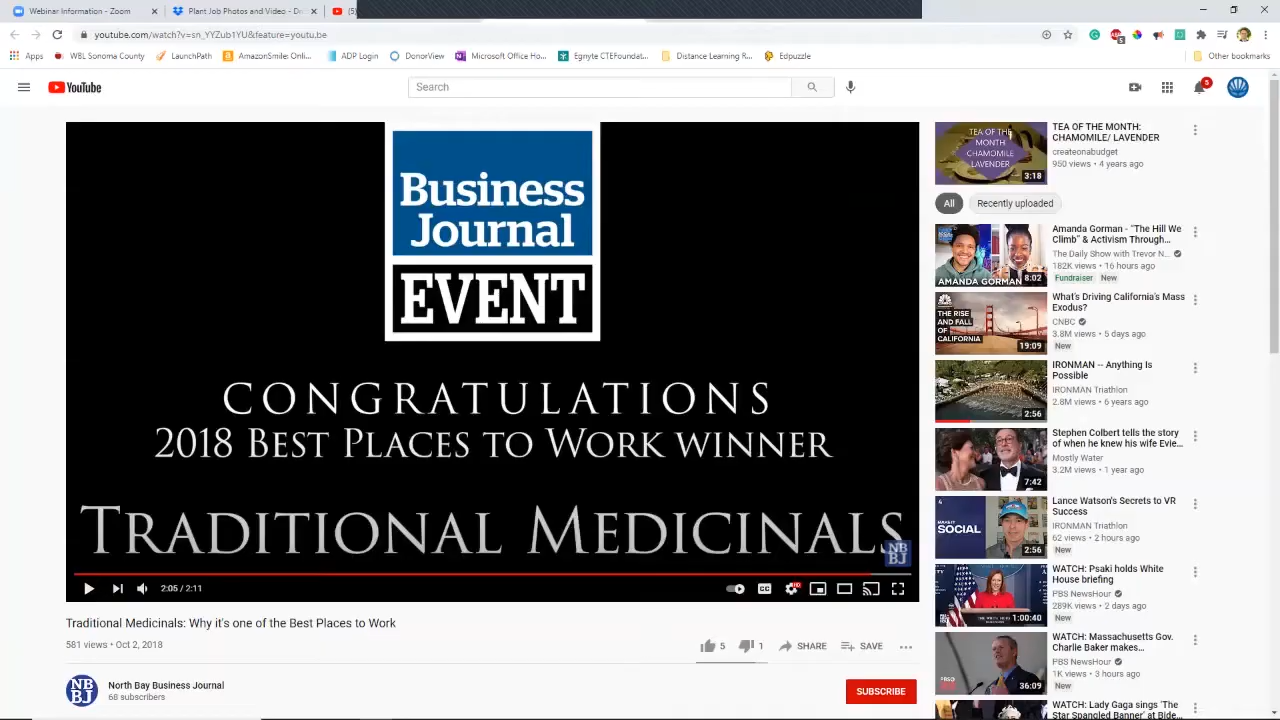 Webinar Information - Zoom
Plant Job Photos and Video - Dr
(5)
youtube.com/watch?v=sn_YYZub1YU&feature=youtu.be
5
Apps
WBL Sonoma County
LaunchPath
AmazonSmile: Onli...
ADP Login
DonorView
Microsoft Office Ho...
Egnyte CTEFoundat...
Distance Learning R...
Edpuzzle
Other bookmarks
YouTube
Search
5
Business
Journal
EVENT
CONGRATULATIONS
2018 BEST PLACES TO WORK WINNER
TRADITIONAL MEDICINALS
NB
BJ
2:05 / 2:11
CC
HD
Traditional Medicinals: Why it's one of the Best Places to Work
581 views • Oct 2, 2018
5
1
SHARE
SAVE
NB
BJ
North Bay Business Journal
68 subscribers
SUBSCRIBE
TEA OF THE
MONTH
CHAMOMILE
LAVENDER
3:18
TEA OF THE MONTH:
CHAMOMILE/ LAVENDER
createonabudget
950 views • 4 years ago
All
Recently uploaded
AMANDA GORMAN
8:02
Amanda Gorman - "The Hill We
Climb" & Activism Through...
The Daily Show with Trevor N...
182K views • 16 hours ago
Fundraiser
New
THE RISE
AND FALL
OF
CALIFORNIA
19:09
What's Driving California's Mass
Exodus?
CNBC
3.8M views • 5 days ago
New
2:56
IRONMAN -- Anything Is
Possible
IRONMAN Triathlon
2.8M views • 6 years ago
7:42
Stephen Colbert tells the story
of when he knew his wife Evie...
Mostly Water
3.2M views • 1 year ago
MAKE IT
SOCIAL
2:56
Lance Watson's Secrets to VR
Success
IRONMAN Triathlon
62 views • 2 hours ago
New
1:00:40
WATCH: Psaki holds White
House briefing
PBS NewsHour
289K views • 2 days ago
New
36:09
WATCH: Massachusetts Gov.
Charlie Baker makes...
PBS NewsHour
1K views • 3 hours ago
New
WATCH: Lady Gaga sings 'The
Star Spangled Banner' at Bide...